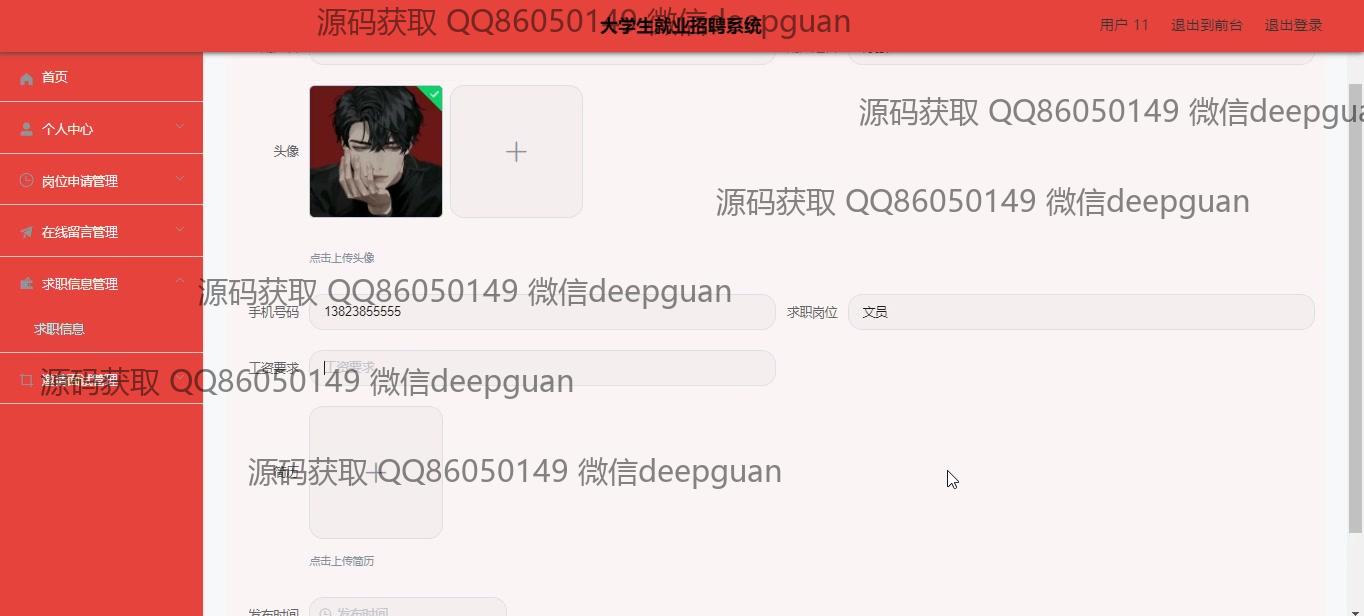 源码获取 QQ86050149 微信deepguan
大学生就业招聘系统
用户 11 退出到前台 退出登录
首页
个人中心
源码获取 QQ86050149 微信deepgua
头像
岗位申请管理
源码获取 QQ86050149 微信deepguan
在线留言管理
点击上传头像
求职信息管理
源码获取 QQ86050149 微信deepguan
手机号码 13823855555 求职岗位 文员
求职信息
工资要求 工资要求
源码获取 QQ86050149 微信deepguan
邀请面试管理
简历
源码获取 QQ86050149 微信deepguan
点击上传简历
发布时间 发布时间